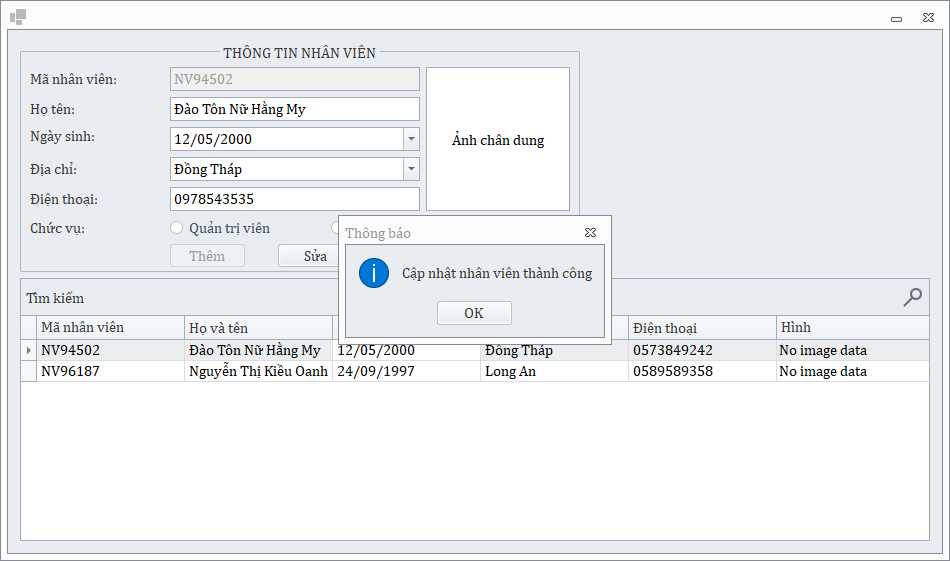 THÔNG TIN NHÂN VIÊN
Mã nhân viên: NV94502
Họ tên: Đào Tôn Nữ Hằng My
Ngày sinh: 12/05/2000
Địa chỉ: Đồng Tháp
Điện thoại: 0978543535
Chức vụ: Quản trị viên
Ảnh chân dung
Thêm Sửa
Thông báo
Cập nhật nhân viên thành công
OK
Tìm kiếm
Mã nhân viên Họ và tên Điện thoại Hình
NV94502 Đào Tôn Nữ Hằng My 12/05/2000 Đồng Tháp 0573849242 No image data
NV96187 Nguyễn Thị Kiều Oanh 24/09/1997 Long An 0589589358 No image data